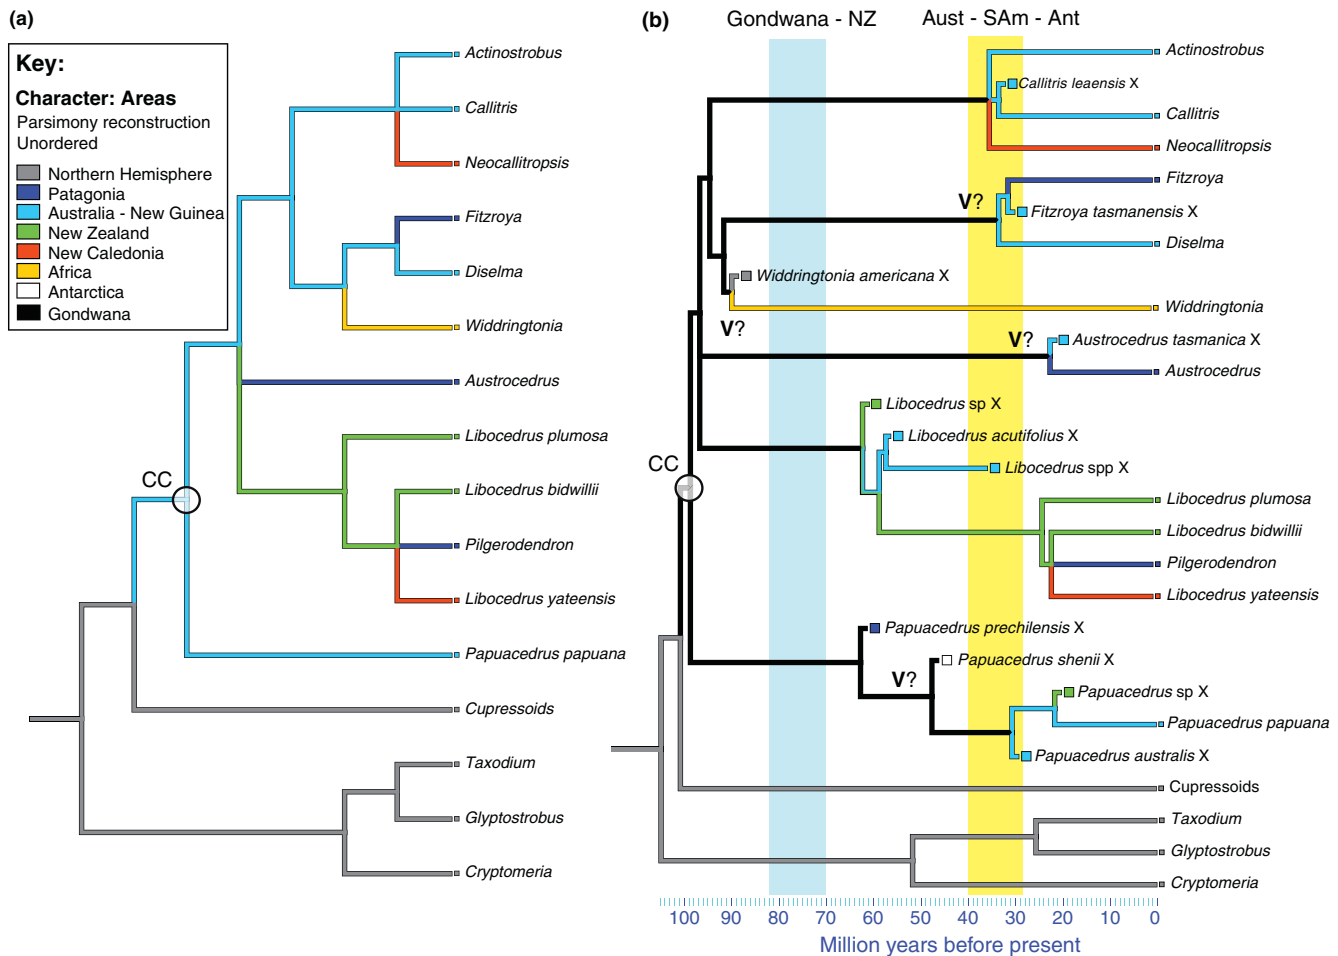 (a)
Key:
Character: Areas
Parsimony reconstruction
Unordered
Northern Hemisphere
Patagonia
Australia - New Guinea
New Zealand
New Caledonia
Africa
Antarctica
Gondwana
Actinostrobus
Callitris
Neocallitropsis
Fitzroya
Diselma
Widdringtonia
Austrocedrus
Libocedrus plumosa
Libocedrus bidwillii
Pilgerodendron
Libocedrus yateensis
Papuacedrus papuana
Cupressoids
Taxodium
Glyptostrobus
Cryptomeria
CC
(b)
Gondwana - NZ
Aust - SAm - Ant
Actinostrobus
Callitris leaensis X
Callitris
Neocallitropsis
Fitzroya
V?
Fitzroya tasmanensis X
Diselma
Widdringtonia americana X
Widdringtonia
V?
V?
Austrocedrus tasmanica X
Austrocedrus
Libocedrus sp X
Libocedrus acutifolius X
CC
Libocedrus spp X
Libocedrus plumosa
Libocedrus bidwillii
Pilgerodendron
Libocedrus yateensis
Papuacedrus prechilensis X
Papuacedrus shenii X
V?
Papuacedrus sp X
Papuacedrus papuana
Papuacedrus australis X
Cupressoids
Taxodium
Glyptostrobus
Cryptomeria
100 90 80 70 60 50 40 30 20 10 0
Million years before present